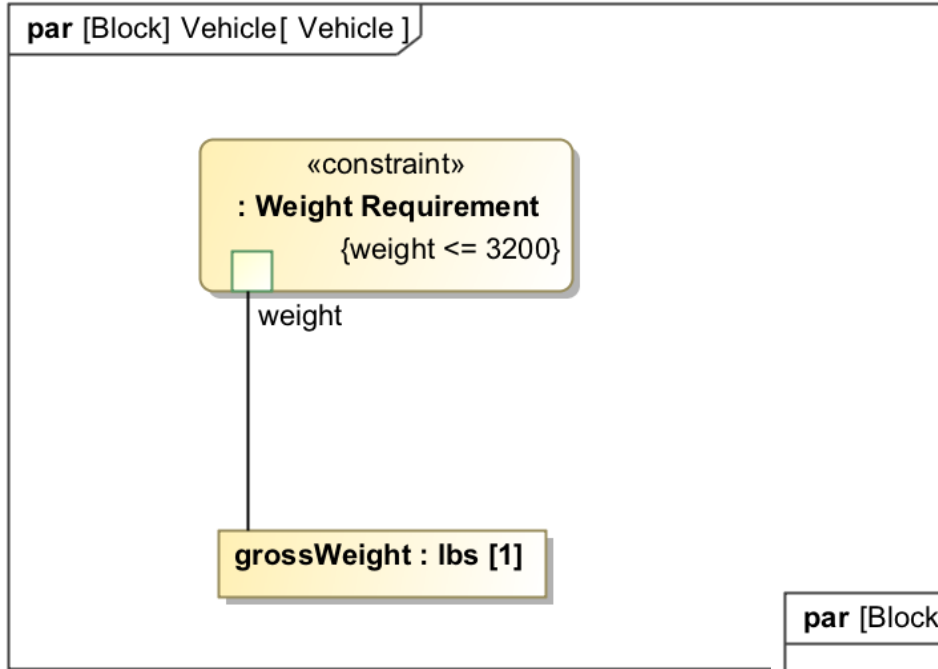 par [Block] Vehicle[ Vehicle ]
«constraint»
: Weight Requirement
{weight <= 3200}
weight
grossWeight : lbs [1]
par [Block